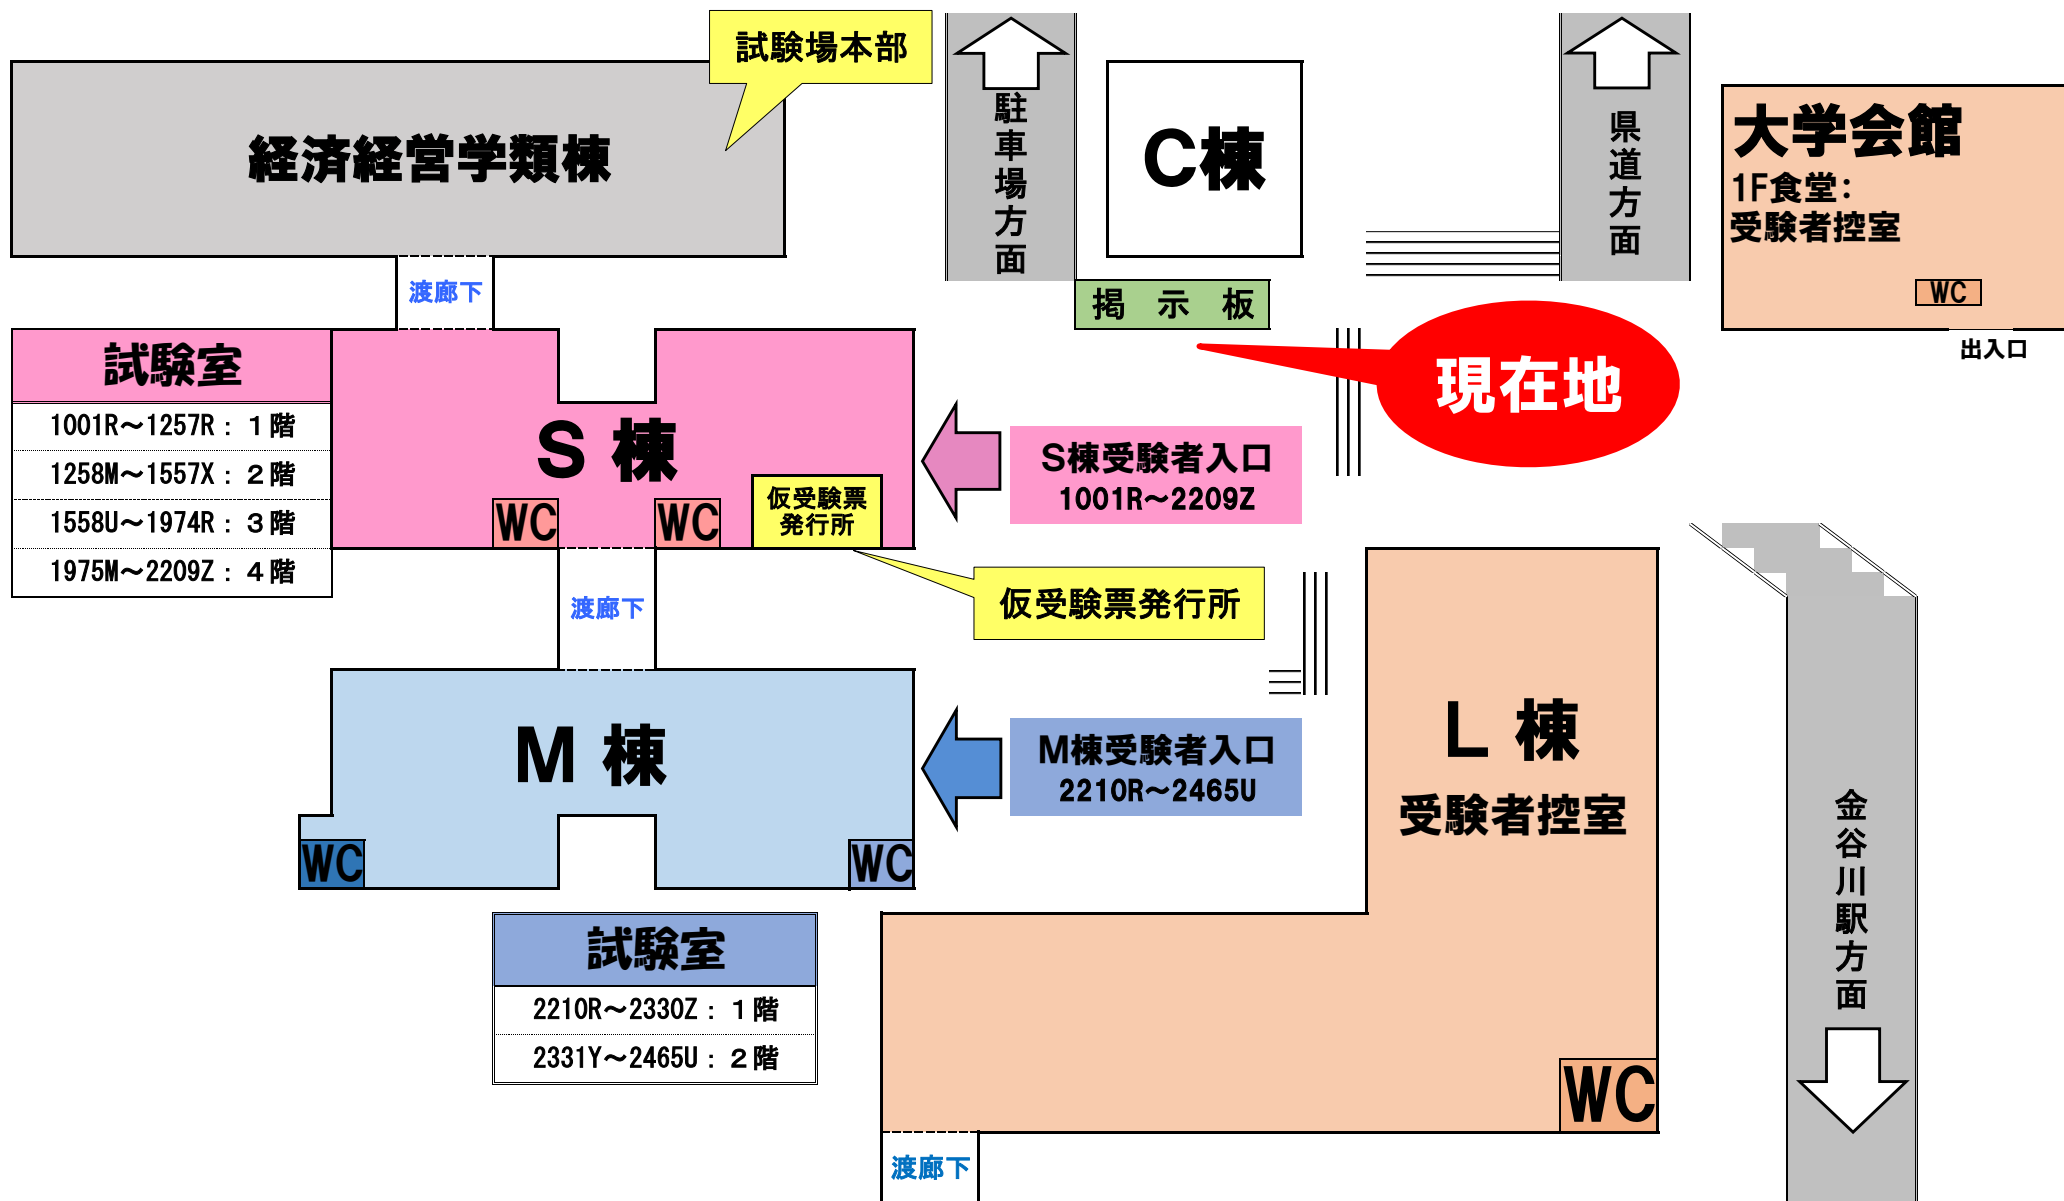 試験場本部
経済経営学類棟
駐車場方面
C棟
県道方面
大学会館
1F食堂：
受験者控室
WC
出入口
掲 示 板
現在地
渡廊下
試験室
1001R～1257R：１階
1258M～1557X：２階
1558U～1974R：３階
1975M～2209Z：４階
S 棟
WC
WC
仮受験票
発行所
S棟受験者入口
1001R～2209Z
仮受験票発行所
渡廊下
M 棟
WC
WC
M棟受験者入口
2210R～2465U
L 棟
受験者控室
WC
金谷川駅方面
試験室
2210R～2330Z：１階
2331Y～2465U：２階
渡廊下